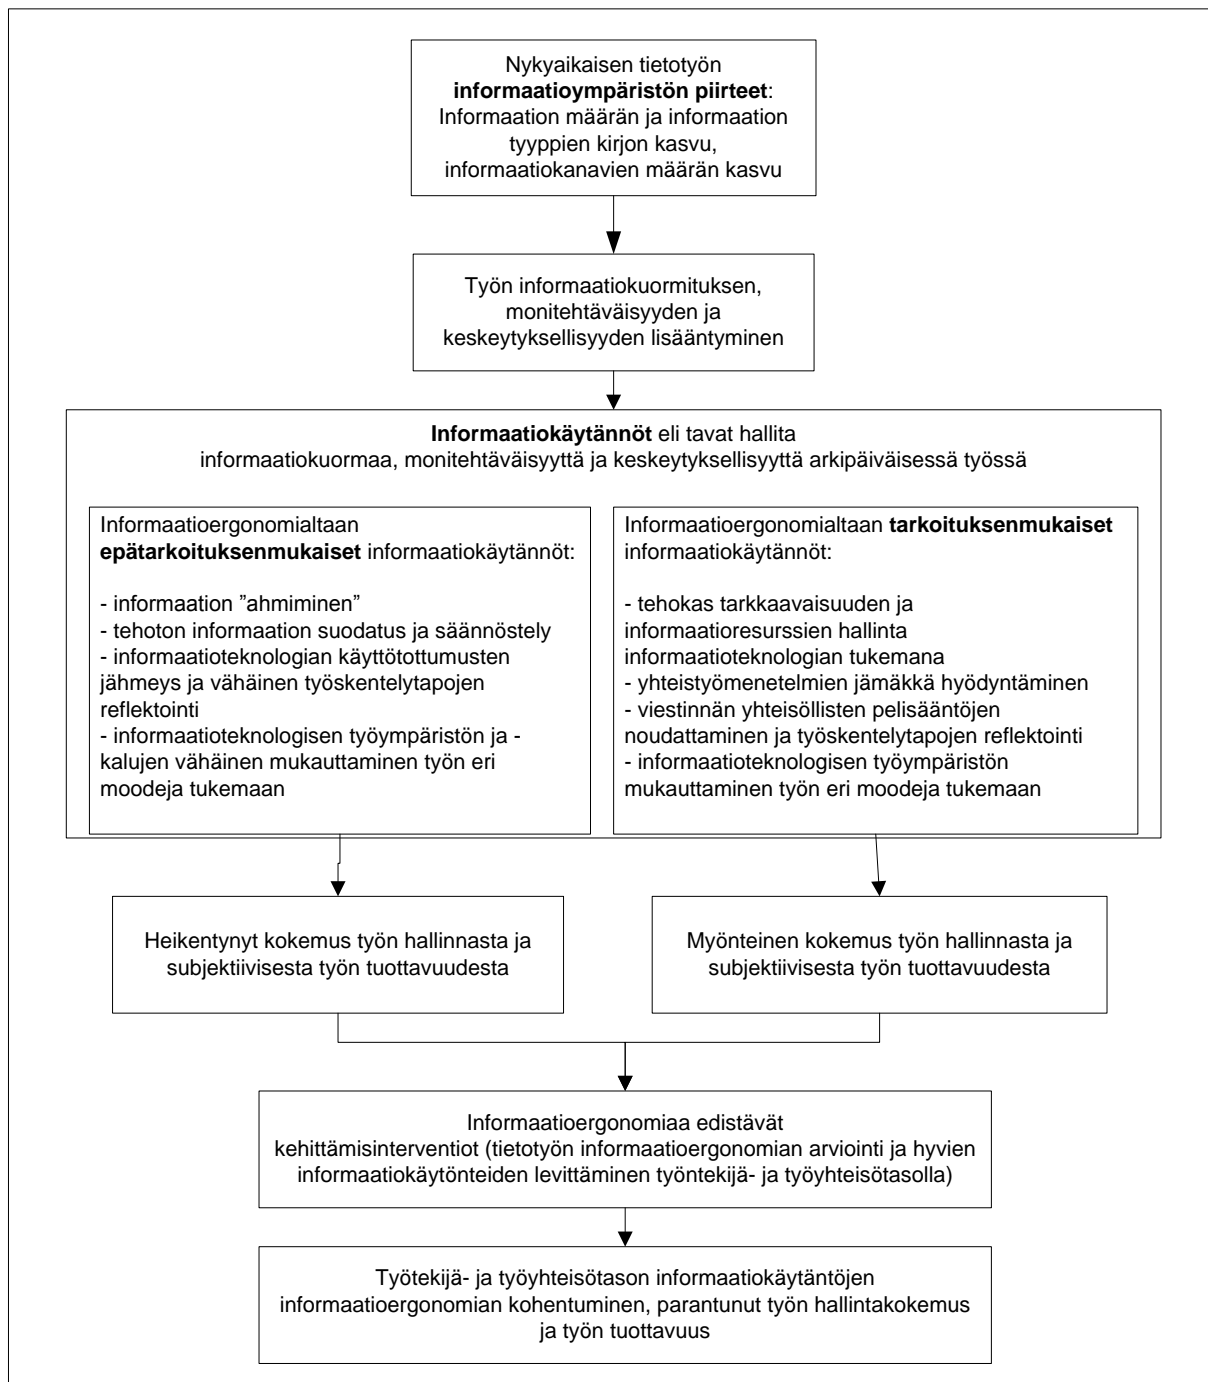 Nykyaikaisen tietotyön
informaatioympäristön piirteet:
Informaation määrän ja informaation
tyyppien kirjon kasvu,
informaatiokanavien määrän kasvu
Työn informaatiokuormituksen,
monitehtäväisyyden ja
keskeytyksellisyyden lisääntyminen
Informaatiokäytännöt eli tavat hallita
informaatiokuormaa, monitehtäväisyyttä ja keskeytyksellisyyttä arkipäiväisessä työssä
Informaatioergonomialtaan
epätarkoituksenmukaiset informaatiokäytännöt:
- informaation ”ahmiminen”
- tehoton informaation suodatus ja säännöstely
- informaatioteknologian käyttötottumusten
jähmeys ja vähäinen työskentelytapojen
reflektointi
- informaatioteknologisen työympäristön ja -
kalujen vähäinen mukauttaminen työn eri
moodeja tukemaan
Informaatioergonomialtaan tarkoituksenmukaiset
informaatiokäytännöt:
- tehokas tarkkaavaisuuden ja
informaatioresurssien hallinta
informaatioteknologian tukemana
- yhteistyömenetelmien jämäkkä hyödyntäminen
- viestinnän yhteisöllisten pelisääntöjen
noudattaminen ja työskentelytapojen reflektointi
- informaatioteknologisen työympäristön
mukauttaminen työn eri moodeja tukemaan
Heikentynyt kokemus työn hallinnasta ja
subjektiivisesta työn tuottavuudesta
Myönteinen kokemus työn hallinnasta ja
subjektiivisesta työn tuottavuudesta
Informaatioergonomiaa edistävät
kehittämisinterventiot (tietotyön informaatioergonomian arviointi ja hyvien
informaatiokäytönteiden levittäminen työntekijä- ja työyhteisötasolla)
Työtekijä- ja työyhteisötason informaatiokäytäntöjen
informaatioergonomian kohentuminen, parantunut työn hallintakokemus
ja työn tuottavuus